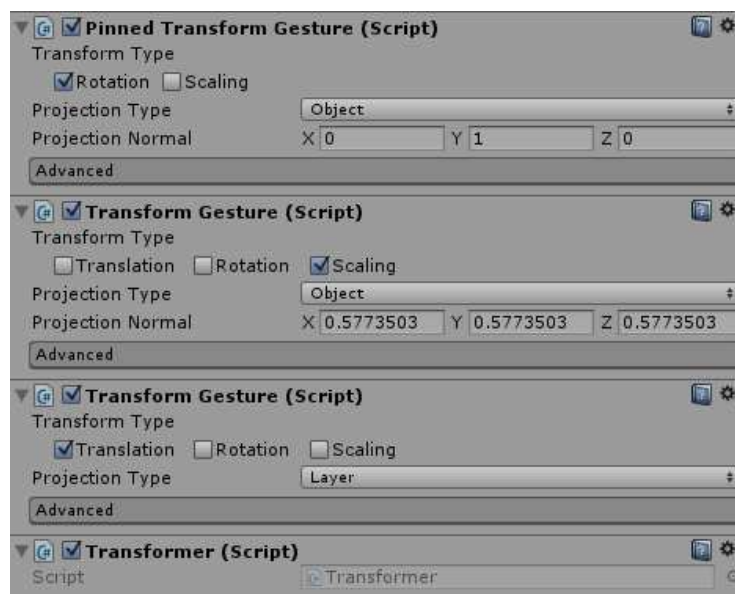 Pinned Transform Gesture (Script)
Transform Type
Rotation Scaling
Projection Type Object
Projection Normal X 0 Y 1 Z 0
Advanced
Transform Gesture (Script)
Transform Type
Translation Rotation Scaling
Projection Type Object
Projection Normal X 0.5773503 Y 0.5773503 Z 0.5773503
Advanced
Transform Gesture (Script)
Transform Type
Translation Rotation Scaling
Projection Type Layer
Advanced
Transformer (Script)
Script Transformer